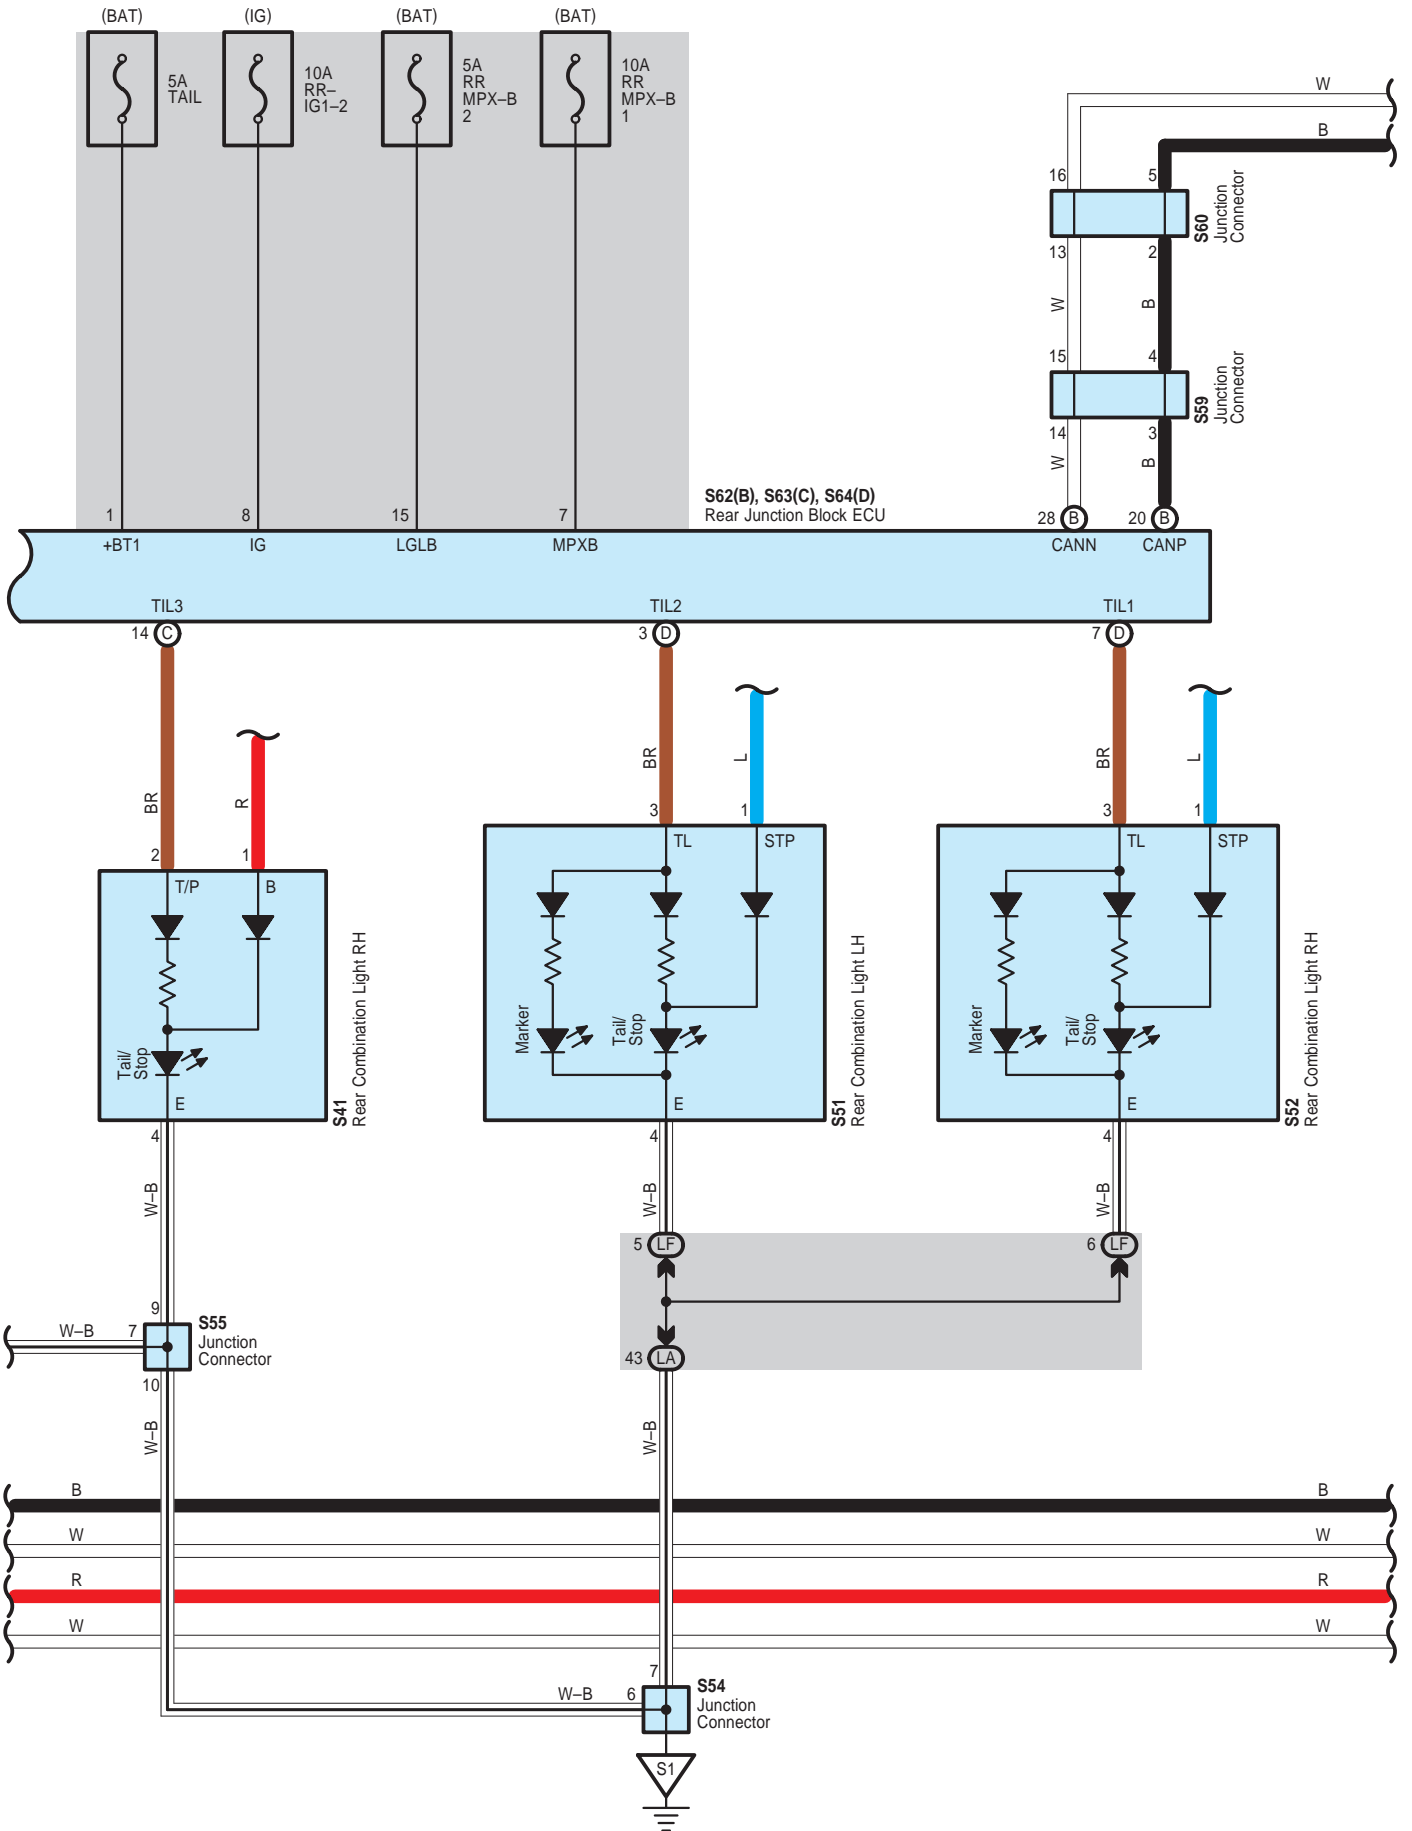 (BAT)
(IG)
(BAT)
(BAT)
5A
TAIL
10A
RR–
IG1–2
5A
RR
MPX–B
2
10A
RR
MPX–B
1
W
B
16
5
S60
Junction
Connector
13
2
W
B
15
4
S59
Junction
Connector
14
3
W
B
S62(B), S63(C), S64(D)
Rear Junction Block ECU
1
8
15
7
28
B
20
B
+BT1
IG
LGLB
MPXB
CANN
CANP
TIL3
TIL2
TIL1
14
C
3
D
7
D
BR
R
BR
L
BR
L
2
1
3
1
3
1
T/P
B
TL
STP
TL
STP
Tail/
Stop
Marker
Tail/
Stop
Marker
Tail/
Stop
E
E
E
S41
Rear Combination Light RH
S51
Rear Combination Light LH
S52
Rear Combination Light RH
4
4
4
W–B
W–B
W–B
5
LF
6
LF
9
S55
Junction
Connector
W–B
7
43
LA
10
W–B
W–B
B
B
W
W
R
R
W
W
7
S54
Junction
Connector
W–B
6
S1